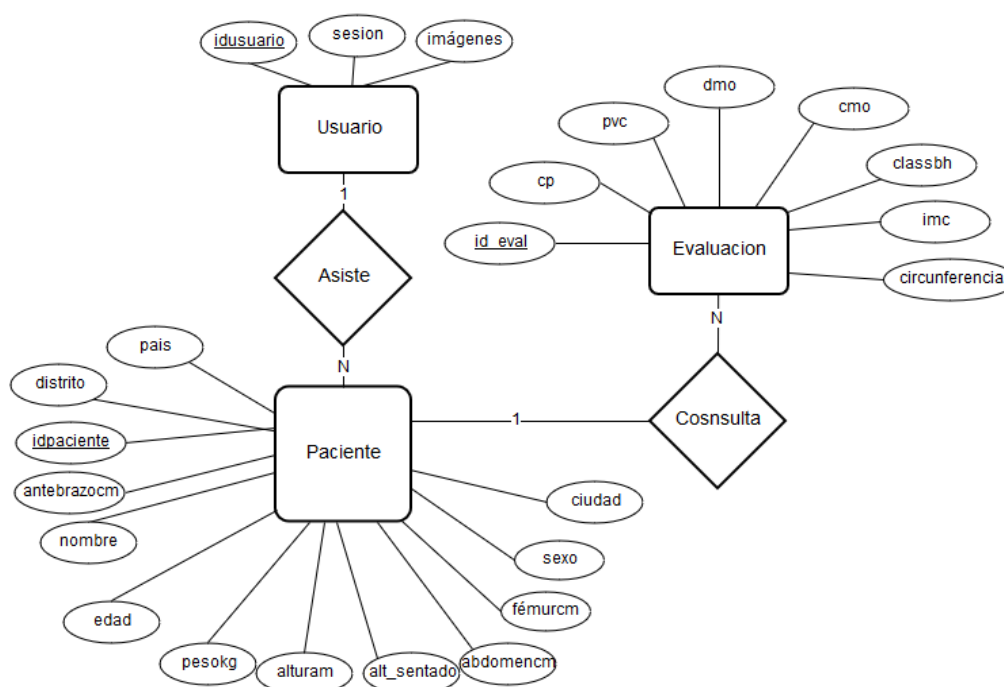 idusuario
sesion
imágenes
Usuario
1
Asiste
N
dmo
cmo
pvc
classbh
cp
imc
id_eval
Evaluacion
circunferencia
N
Cosnsulta
1
pais
distrito
idpaciente
Paciente
antebrazocm
nombre
ciudad
sexo
edad
fémurcm
pesokg
alturam
alt_sentado
abdomencm